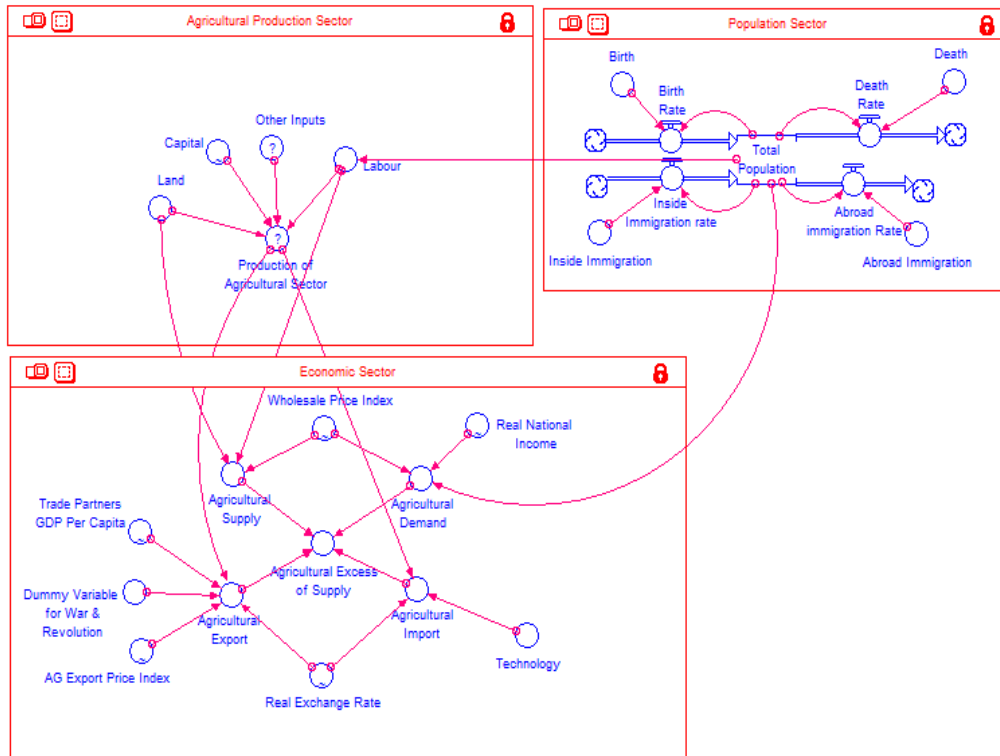 Agricultural Production Sector
Other Inputs
Capital
?
Labour
Land
?
Production of
Agricultural Sector
Population Sector
Birth
Death
Birth
Rate
Death
Rate
Total
Population
Inside
Immigration rate
Abroad
immigration Rate
Inside Immigration
Abroad Immigration
Economic Sector
Wholesale Price Index
Real National
Income
Agricultural
Supply
Agricultural
Demand
Trade Partners
GDP Per Capita
Agricultural Excess
of Supply
Dummy Variable
for War &
Revolution
Agricultural
Export
Agricultural
Import
Technology
AG Export Price Index
Real Exchange Rate